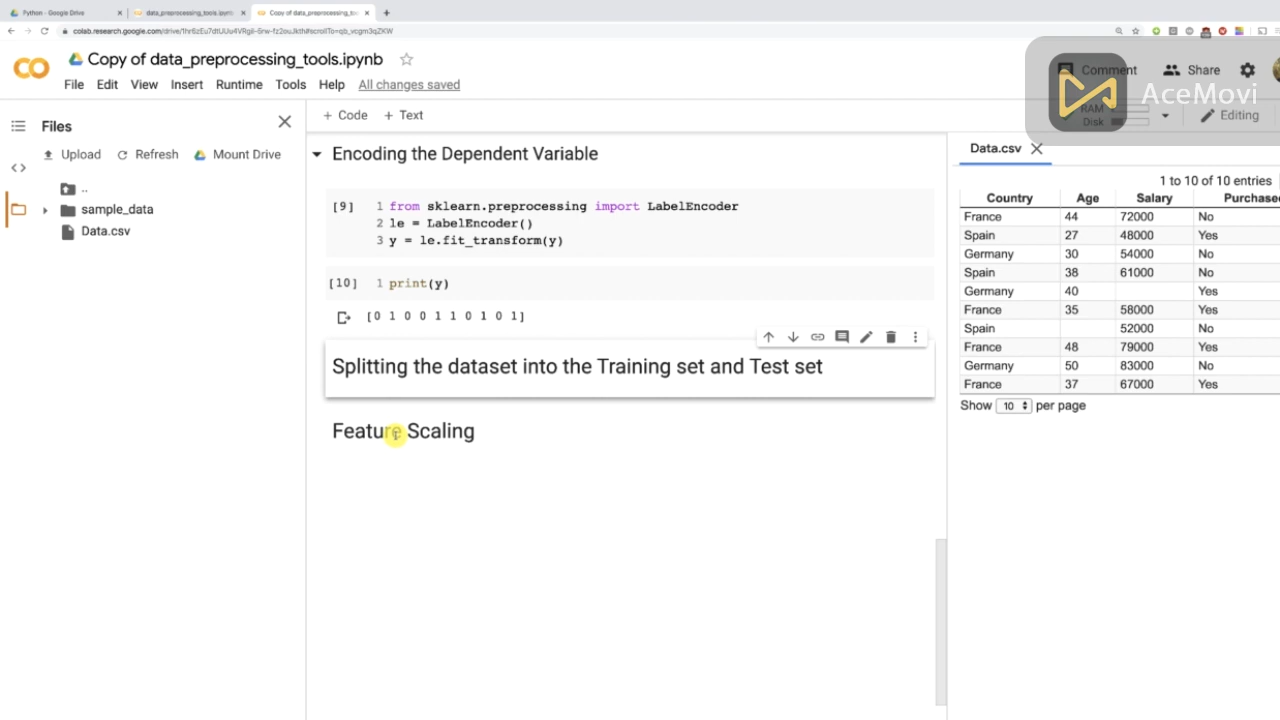 Python - Google Drive
data_preprocessing_tools.ipynb
Copy of data_preprocessing_to
Copy of data_preprocessing_tools.ipynb
File Edit View Insert Runtime Tools Help All changes saved
Comment Share
AceMovi
RAM
Disk
Editing
Files
Upload Refresh Mount Drive
..
sample_data
Data.csv
+ Code + Text
Encoding the Dependent Variable
[9] 1 from sklearn.preprocessing import LabelEncoder
2 le = LabelEncoder()
3 y = le.fit_transform(y)
[10] 1 print(y)
[0 1 0 0 1 1 0 1 0 1]
Splitting the dataset into the Training set and Test set
Feature Scaling
Data.csv
1 to 10 of 10 entries
Country Age Salary Purchased
France 44 72000 No
Spain 27 48000 Yes
Germany 30 54000 No
Spain 38 61000 No
Germany 40 Yes
France 35 58000 Yes
Spain 52000 No
France 48 79000 Yes
Germany 50 83000 No
France 37 67000 Yes
Show 10 per page